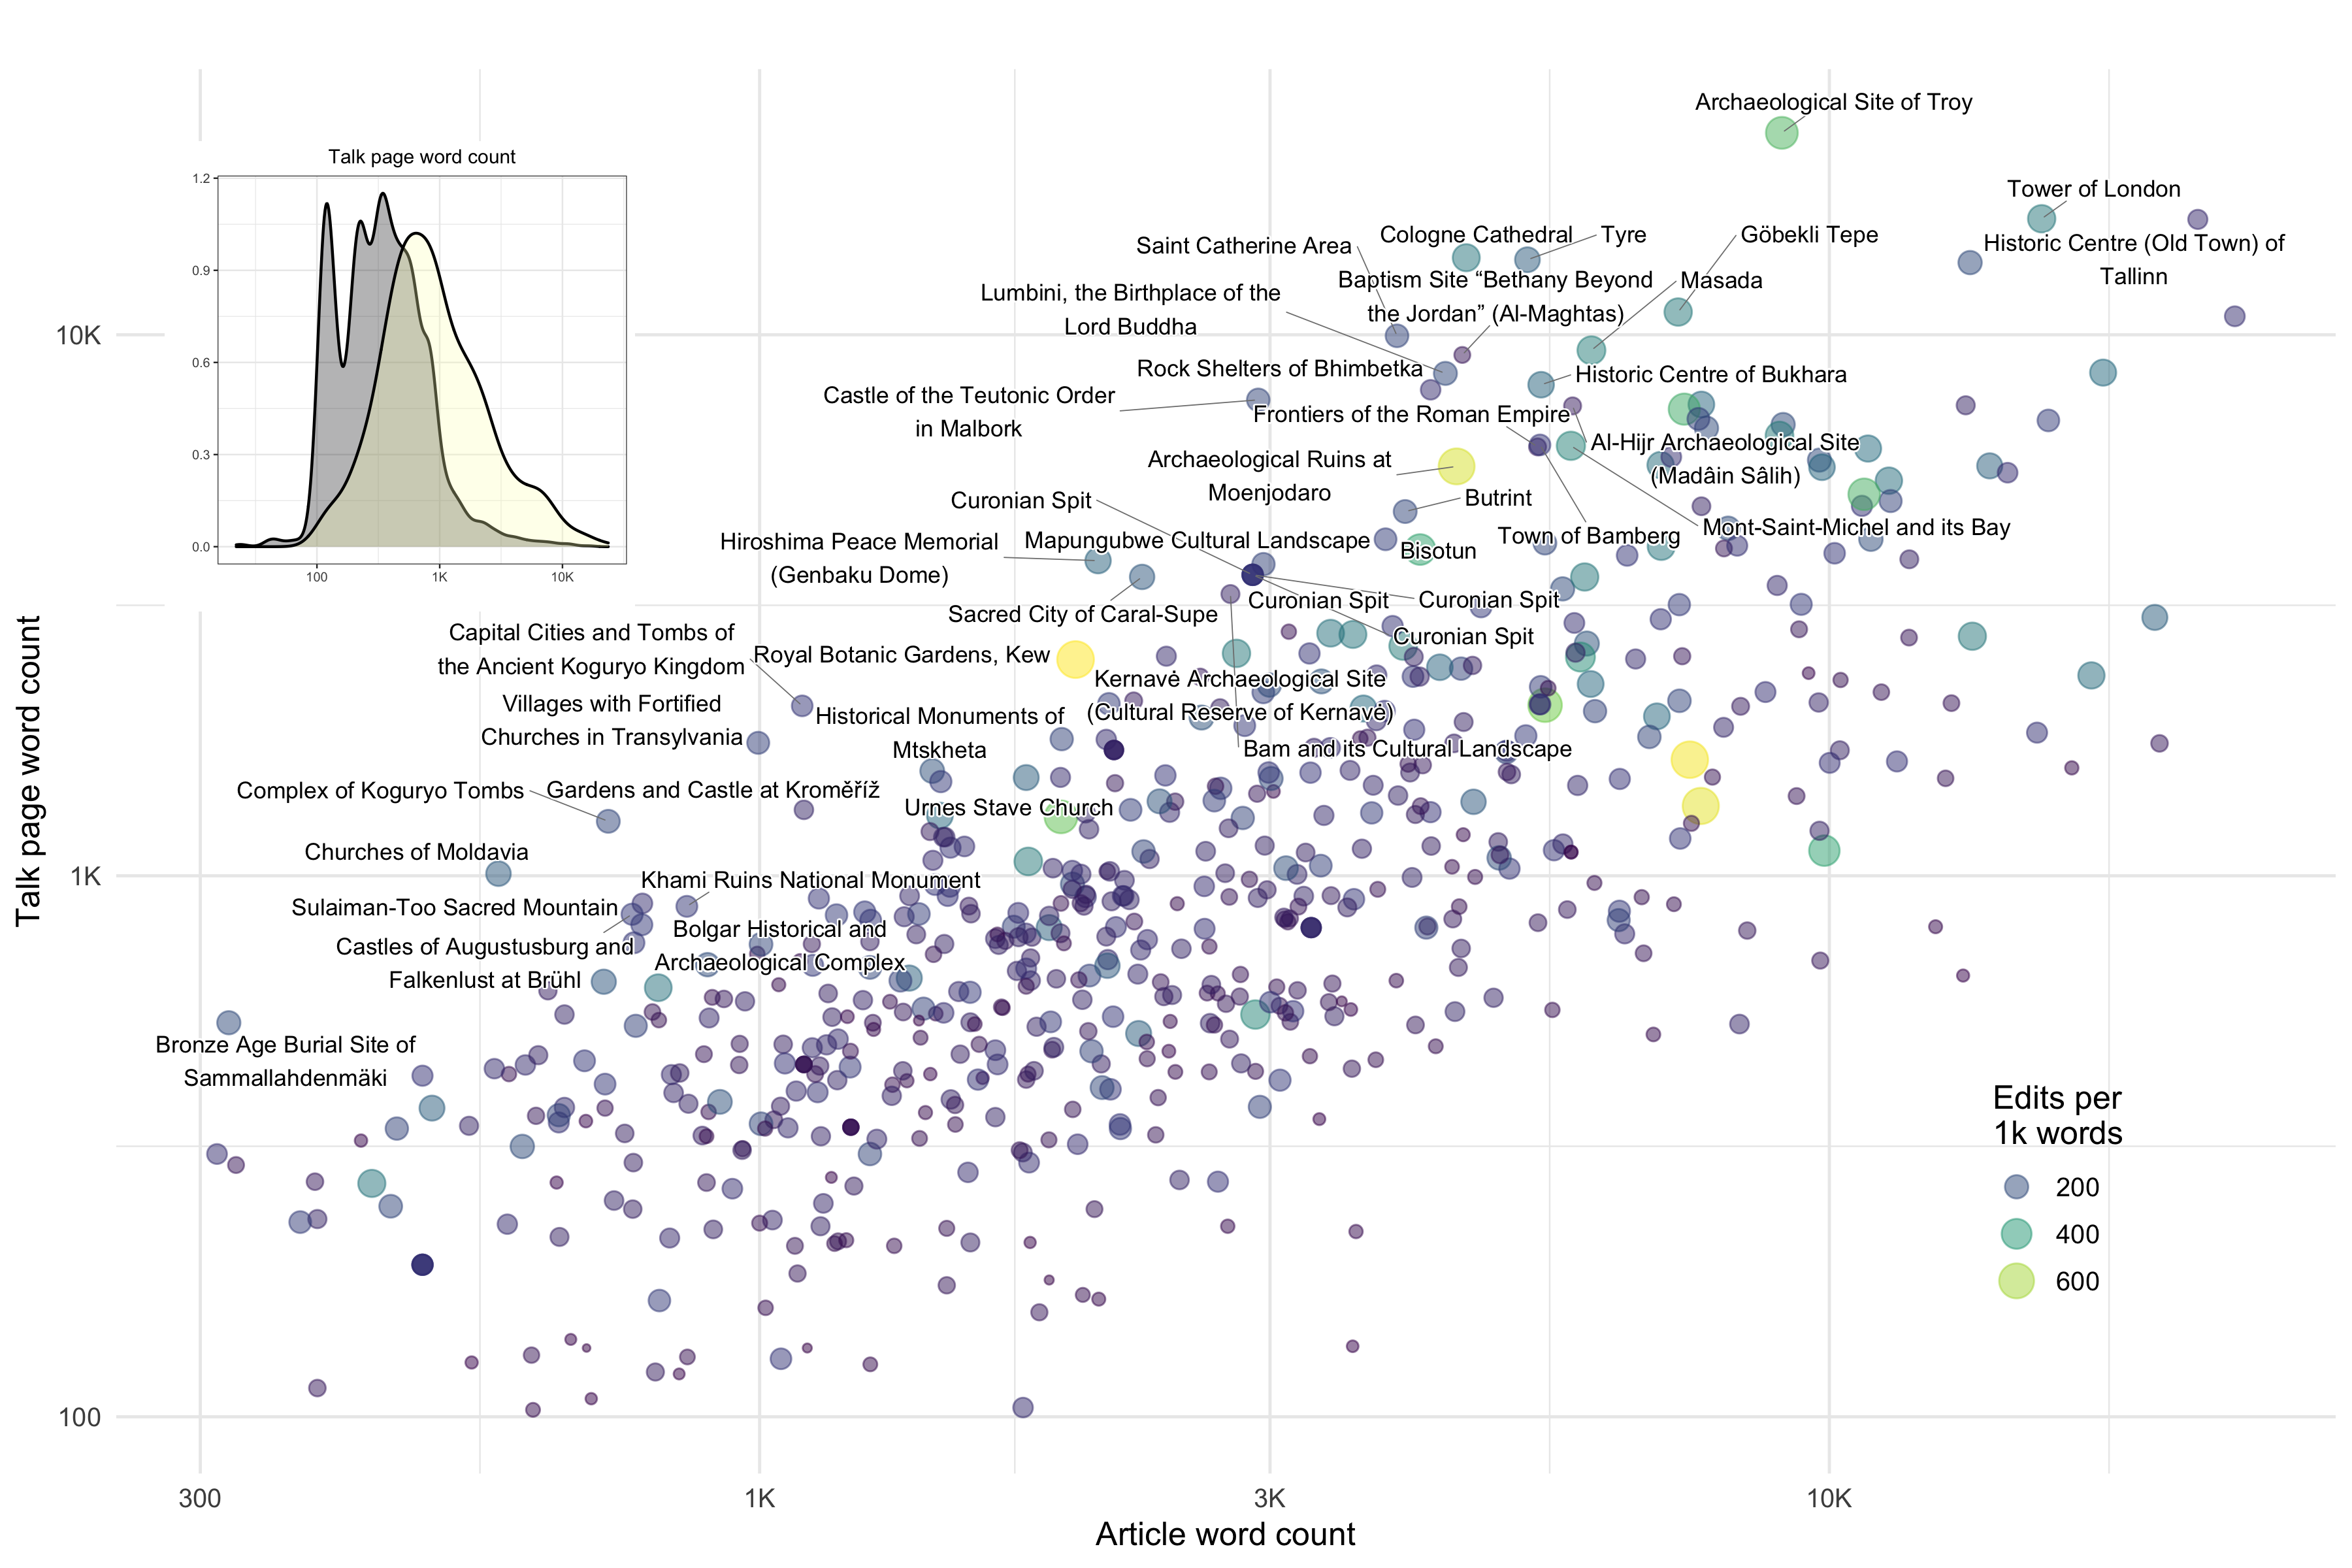 Archaeological Site of Troy
Talk page word count
1.2
0.9
0.6
0.3
0.0
100
1K
10K
Tower of London
Historic Centre (Old Town) of
Tallinn
Cologne Cathedral
Tyre
Göbekli Tepe
Saint Catherine Area
Baptism Site “Bethany Beyond
the Jordan” (Al-Maghtas)
Masada
Lumbini, the Birthplace of the
Lord Buddha
Rock Shelters of Bhimbetka
Historic Centre of Bukhara
Castle of the Teutonic Order
in Malbork
Frontiers of the Roman Empire
Al-Hijr Archaeological Site
(Madâin Sâlih)
Archaeological Ruins at
Moenjodaro
Curonian Spit
Butrint
Town of Bamberg
Mont-Saint-Michel and its Bay
Hiroshima Peace Memorial
(Genbaku Dome)
Mapungubwe Cultural Landscape
Bisotun
Sacred City of Caral-Supe
Curonian Spit
Curonian Spit
Curonian Spit
Capital Cities and Tombs of
the Ancient Koguryo Kingdom
Royal Botanic Gardens, Kew
Kernavė Archaeological Site
(Cultural Reserve of Kernavė)
Villages with Fortified
Churches in Transylvania
Historical Monuments of
Mtskheta
Bam and its Cultural Landscape
Complex of Koguryo Tombs
Gardens and Castle at Kroměříž
Urnes Stave Church
Churches of Moldavia
Khami Ruins National Monument
Sulaiman-Too Sacred Mountain
Bolgar Historical and
Archaeological Complex
Castles of Augustusburg and
Falkenlust at Brühl
Bronze Age Burial Site of
Sammallahdenmäki
Talk page word count
10K
1K
100
300
1K
3K
10K
Article word count
Edits per
1k words
200
400
600